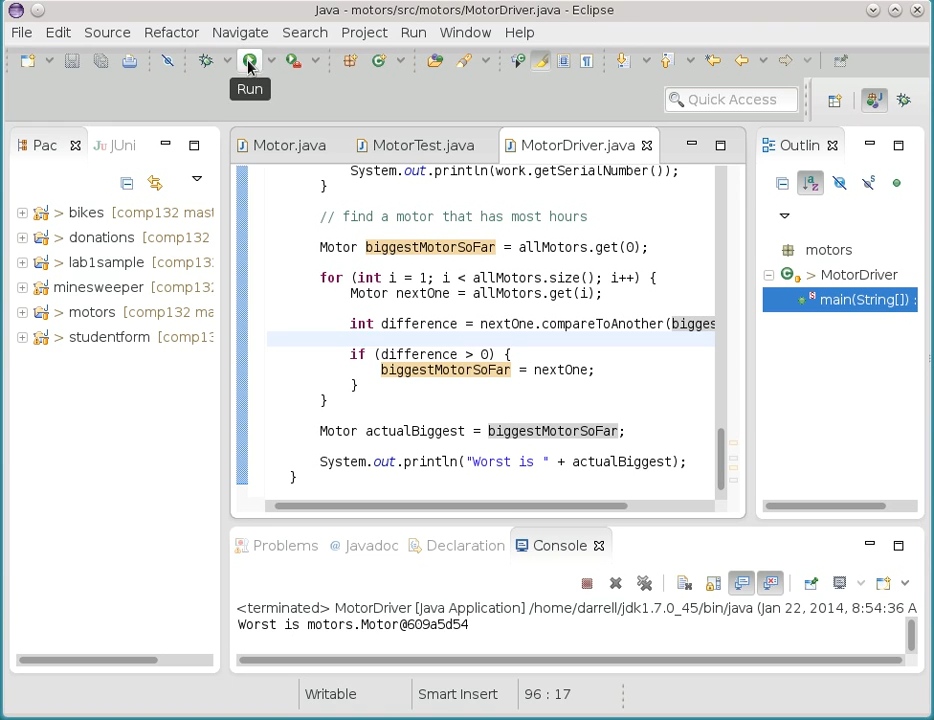 Java - motors/src/motors/MotorDriver.java - Eclipse
File Edit Source Refactor Navigate Search Project Run Window Help
Run
Quick Access
Pac
JUni
Motor.java
MotorTest.java
MotorDriver.java
Outlin
> bikes [comp132 mast
> donations [comp132
> lab1sample [comp13
minesweeper [comp132
> motors [comp132 ma
> studentform [comp13
System.out.println(work.getSerialNumber());
}
// find a motor that has most hours
Motor biggestMotorSoFar = allMotors.get(0);
for (int i = 1; i < allMotors.size(); i++) {
Motor nextOne = allMotors.get(i);
int difference = nextOne.compareToAnother(bigges
if (difference > 0) {
biggestMotorSoFar = nextOne;
}
}
Motor actualBiggest = biggestMotorSoFar;
System.out.println("Worst is " + actualBiggest);
}
motors
> MotorDriver
main(String[]) :
Problems @ Javadoc Declaration Console
<terminated> MotorDriver [Java Application] /home/darrell/jdk1.7.0_45/bin/java (Jan 22, 2014, 8:54:36 A
Worst is motors.Motor@609a5d54
Writable
Smart Insert
96 : 17